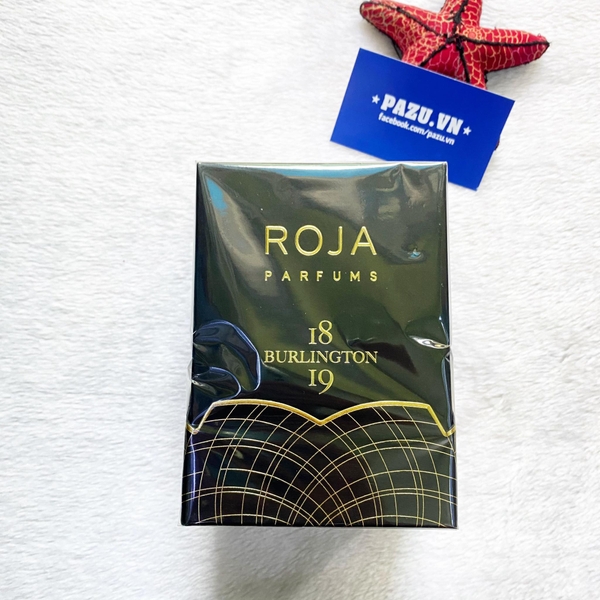 ★PAZU.VN★
facebook.com/pazu.vn
ROJA
PARFUMS
18
BURLINGTON
19